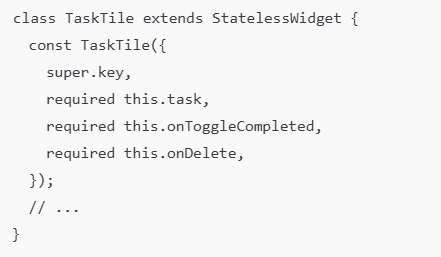 class TaskTile extends StatelessWidget {
  const TaskTile({
    super.key,
    required this.task,
    required this.onToggleCompleted,
    required this.onDelete,
  });
  // ...
}